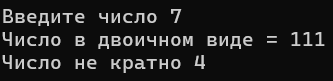 Введите число 7
Число в двоичном виде = 111
Число не кратно 4